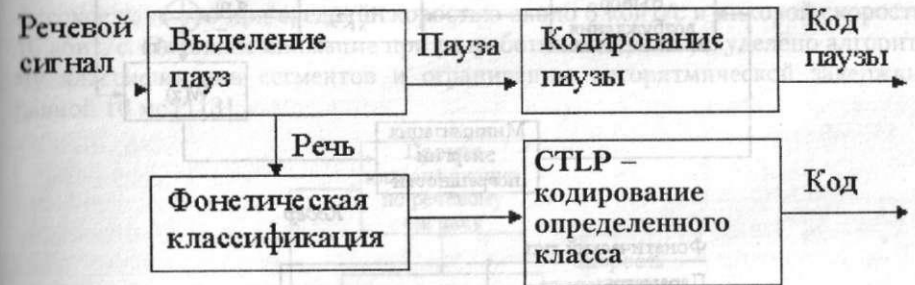 Речевой
сигнал
Выделение
пауз
Пауза
Кодирование
паузы
Код
паузы
Речь
Фонетическая
классификация
CTLP –
кодирование
определенного
класса
Код